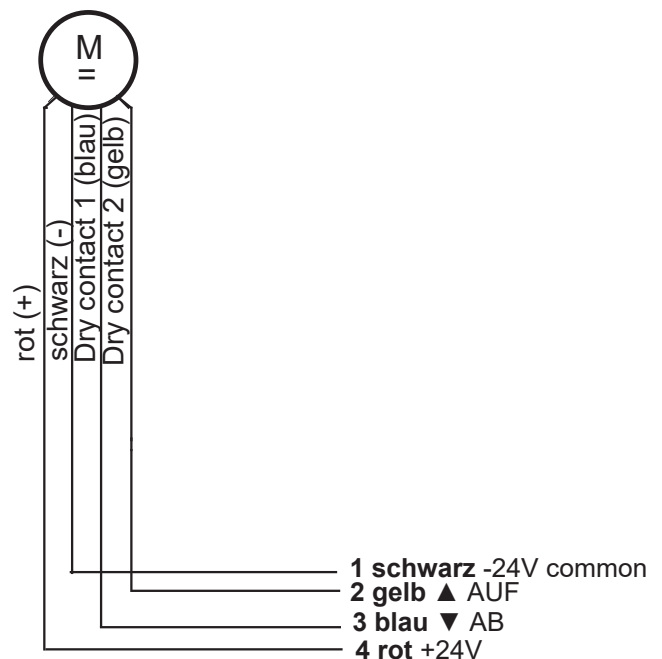 M
=
rot (+)
schwarz (-)
Dry contact 1 (blau)
Dry contact 2 (gelb)
1 schwarz -24V common
2 gelb ▲ AUF
3 blau ▼ AB
4 rot +24V